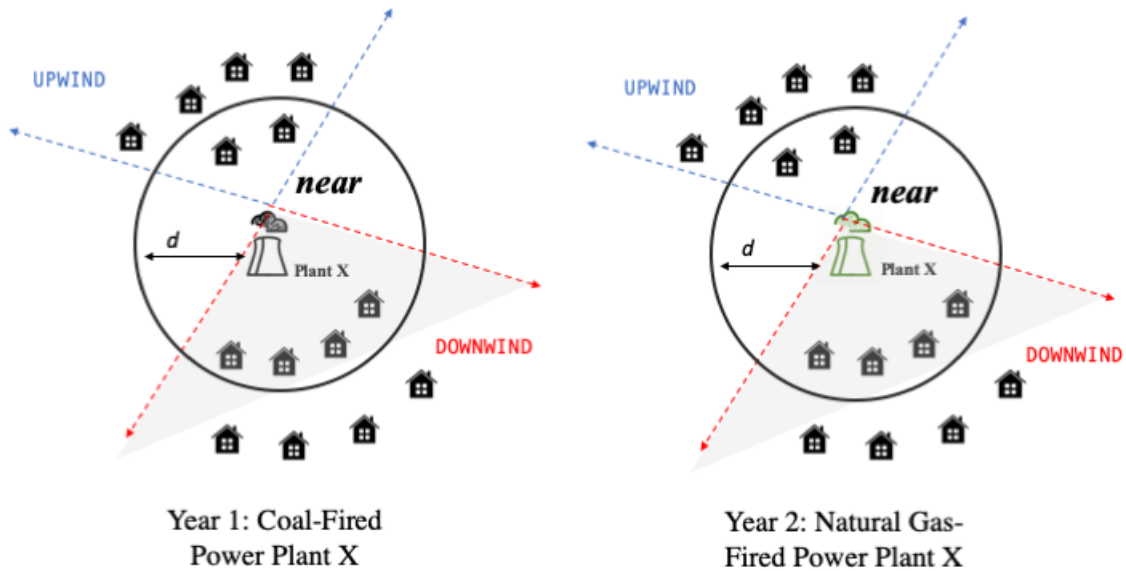 UPWIND
near
d
Plant X
DOWNWIND
Year 1: Coal-Fired
Power Plant X
UPWIND
near
d
Plant X
DOWNWIND
Year 2: Natural Gas-
Fired Power Plant X